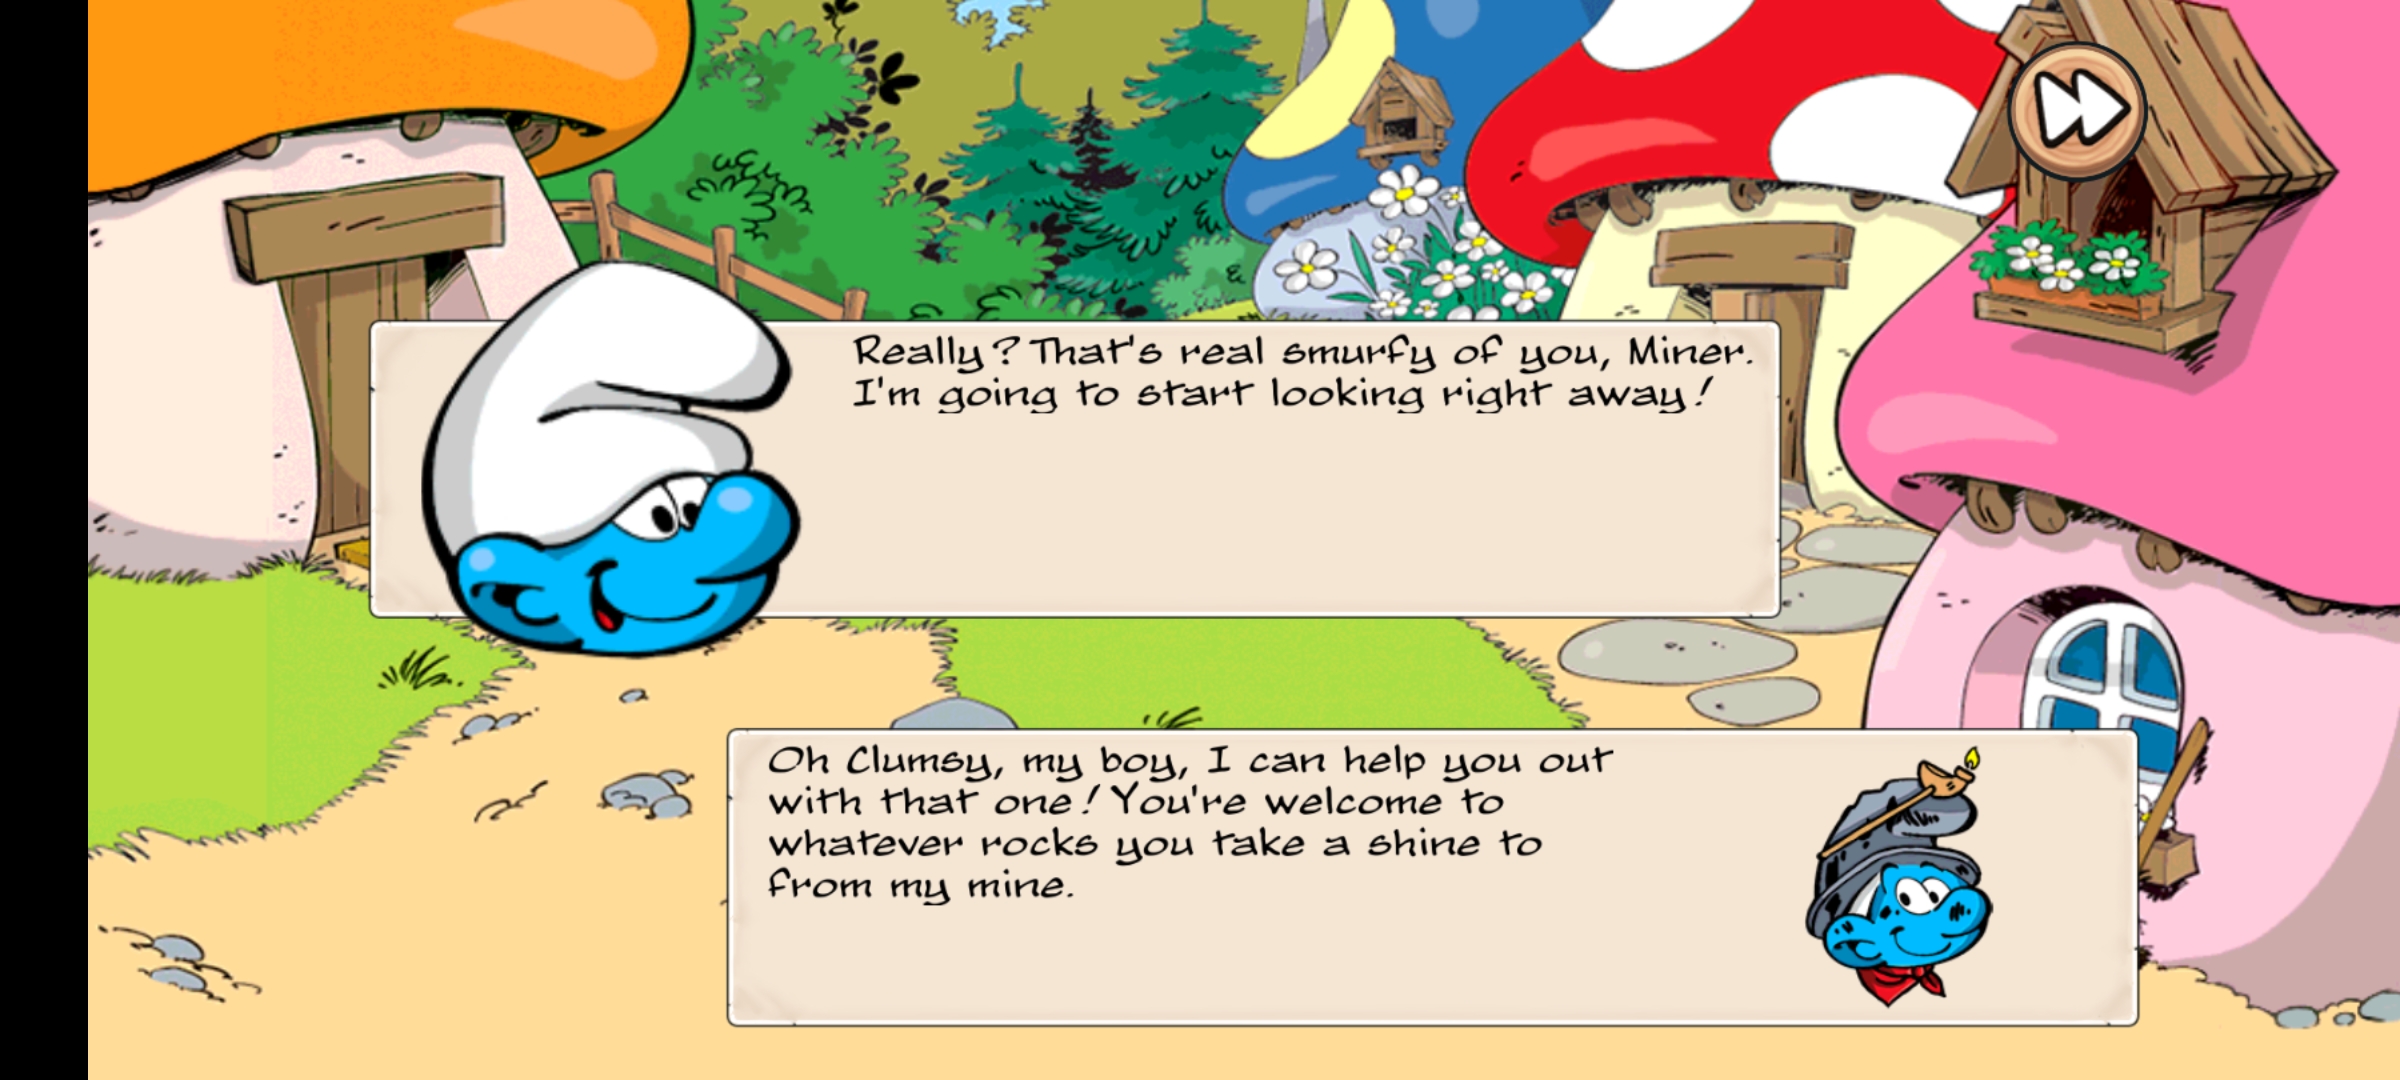 Really? That's real smurfy of you, Miner.
I'm going to start looking right away!
Oh Clumsy, my boy, I can help you out
with that one! You're welcome to
whatever rocks you take a shine to
from my mine.